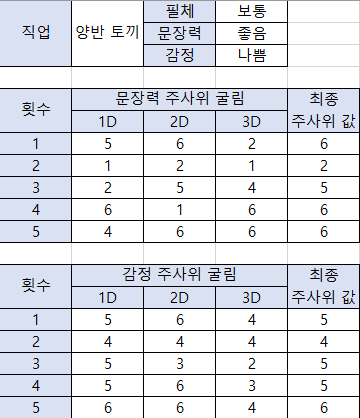 직업 양반 토끼 필체 보통
문장력 좋음
감정 나쁨
횟수 문장력 주사위 굴림 최종 주사위 값
1D 2D 3D
1 5 6 2 6
2 1 2 1 2
3 2 5 4 5
4 6 1 6 6
5 4 6 6 6
횟수 감정 주사위 굴림 최종 주사위 값
1D 2D 3D
1 5 6 4 5
2 4 4 4 4
3 5 3 2 5
4 5 6 3 5
5 6 6 4 6